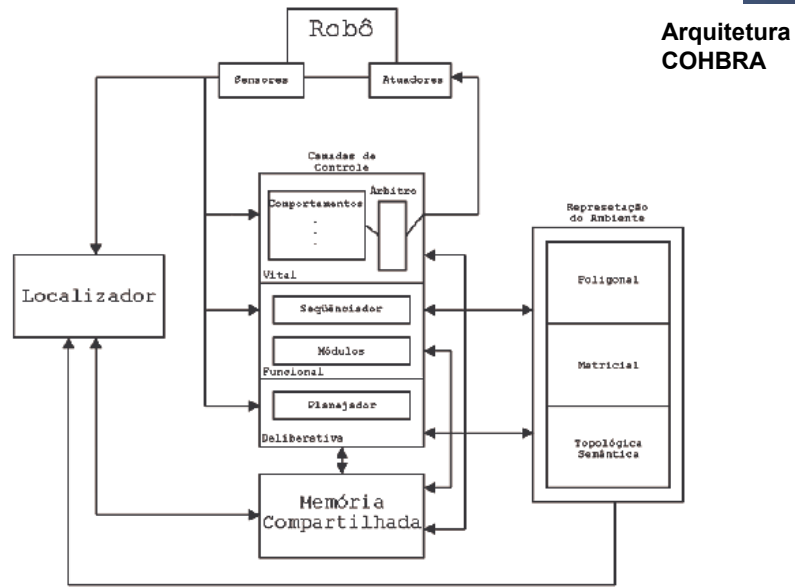 Arquitetura
COHBRA
Robô
Sensores
Atuadores
Camadas de
Controle
Comportamentos
Árbitro
Vital
Seqüênciador
Módulos
Funcional
Planejador
Deliberativa
Localizador
Memória
Compartilhada
Represetação
do Ambiente
Poligonal
Matricial
Topológica
Semântica